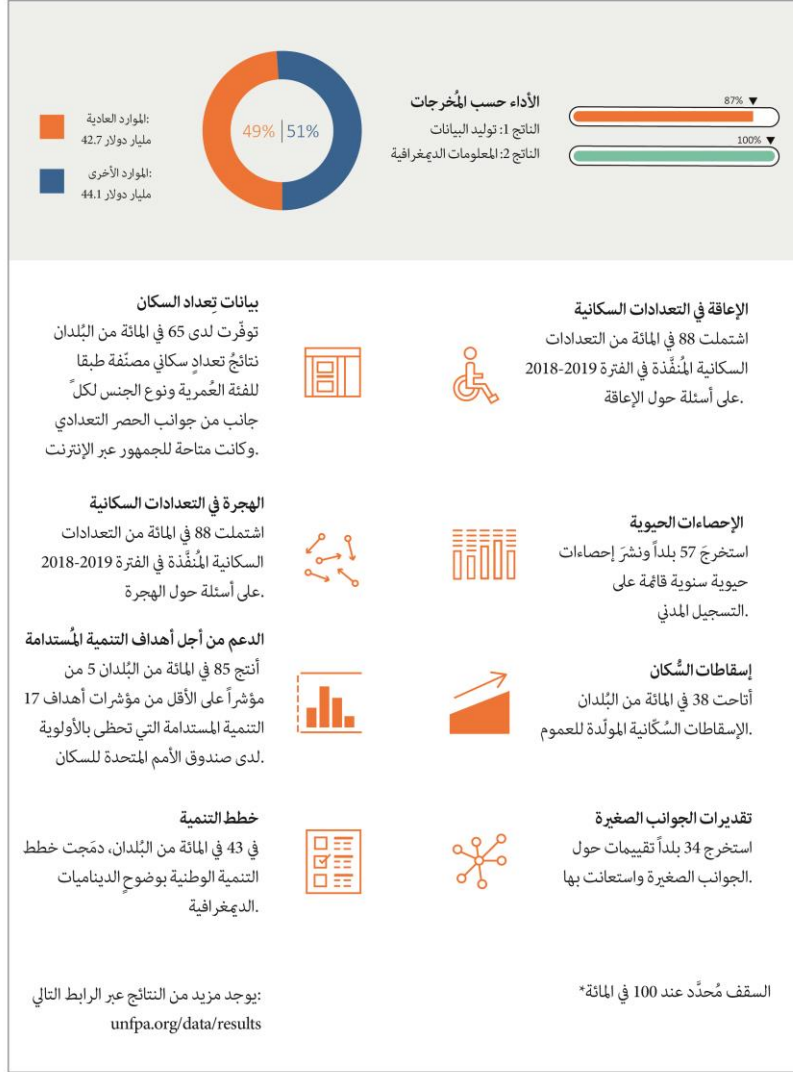 87%
100%
الأداء حسب المُخرجات
الناتج 1: توليد البيانات
الناتج 2: المعلومات الديمغرافية
49% | 51%
الموارد العادية:
42.7 مليار دولار
الموارد الأخرى:
44.1 مليار دولار
الإعاقة في التعدادات السكانية
اشتملت 88 في المائة من التعدادات
السكانية المُنفَّذة في الفترة 2019-2018
على أسئلة حول الإعاقة.
بيانات تِعداد السكان
توفّرت لدى 65 في المائة من البُلدان
نتائجُ تعدادٍ سكاني مصنّفة طبقا
للفئة العُمرية ونوع الجنس لكلً
جانب من جوانب الحصر التعدادي
وكانت متاحة للجمهور عبر الإنترنت.
الإحصاءات الحيوية
استخرجَ 57 بلداً ونشرَ إحصاءات
حيوية سنوية قائمة على
التسجيل المدني.
الهجرة في التعدادات السكانية
اشتملت 88 في المائة من التعدادات
السكانية المُنفَّذة في الفترة 2019-2018
على أسئلة حول الهجرة.
إسقاطات السُّكان
أتاحت 38 في المائة من البُلدان
الإسقاطات السُكّانية المولّدة للعموم.
الدعم من أجل أهداف التنمية المُستدامة
أنتج 85 في المائة من البُلدان 5 من
17 مؤشراً على الأقل من مؤشرات أهداف
التنمية المستدامة التي تحظى بالأولوية
لدى صندوق الأمم المتحدة للسكان.
تقديرات الجوانب الصغيرة
استخرج 34 بلداً تقييمات حول
الجوانب الصغيرة واستعانت بها.
خطط التنمية
في 43 في المائة من البُلدان، دمَجت خطط
التنمية الوطنية بوضوحٍ الديناميات
الديمغرافية.
السقف مُحدَّد عند 100 في المائة*
يوجد مزيد من النتائج عبر الرابط التالي:
unfpa.org/data/results